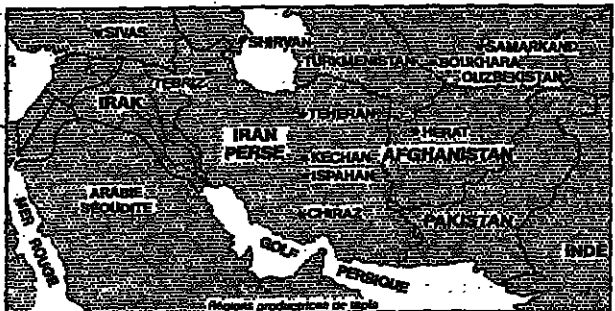 SIVAS
SHIRVAN
SAMARKAND
TURKMENISTAN
BOUKHARA
OUZBEKISTAN
TEBRIZ
IRAK
TEHERAN
IRAN
PERSE
HERAT
KECHAN
AFGHANISTAN
ISPAHAN
ARABIE
SEOUDITE
CHIRAZ
PAKISTAN
MER ROUGE
GOLF
PERSIQUE
INDE
Régions productrices de tapis